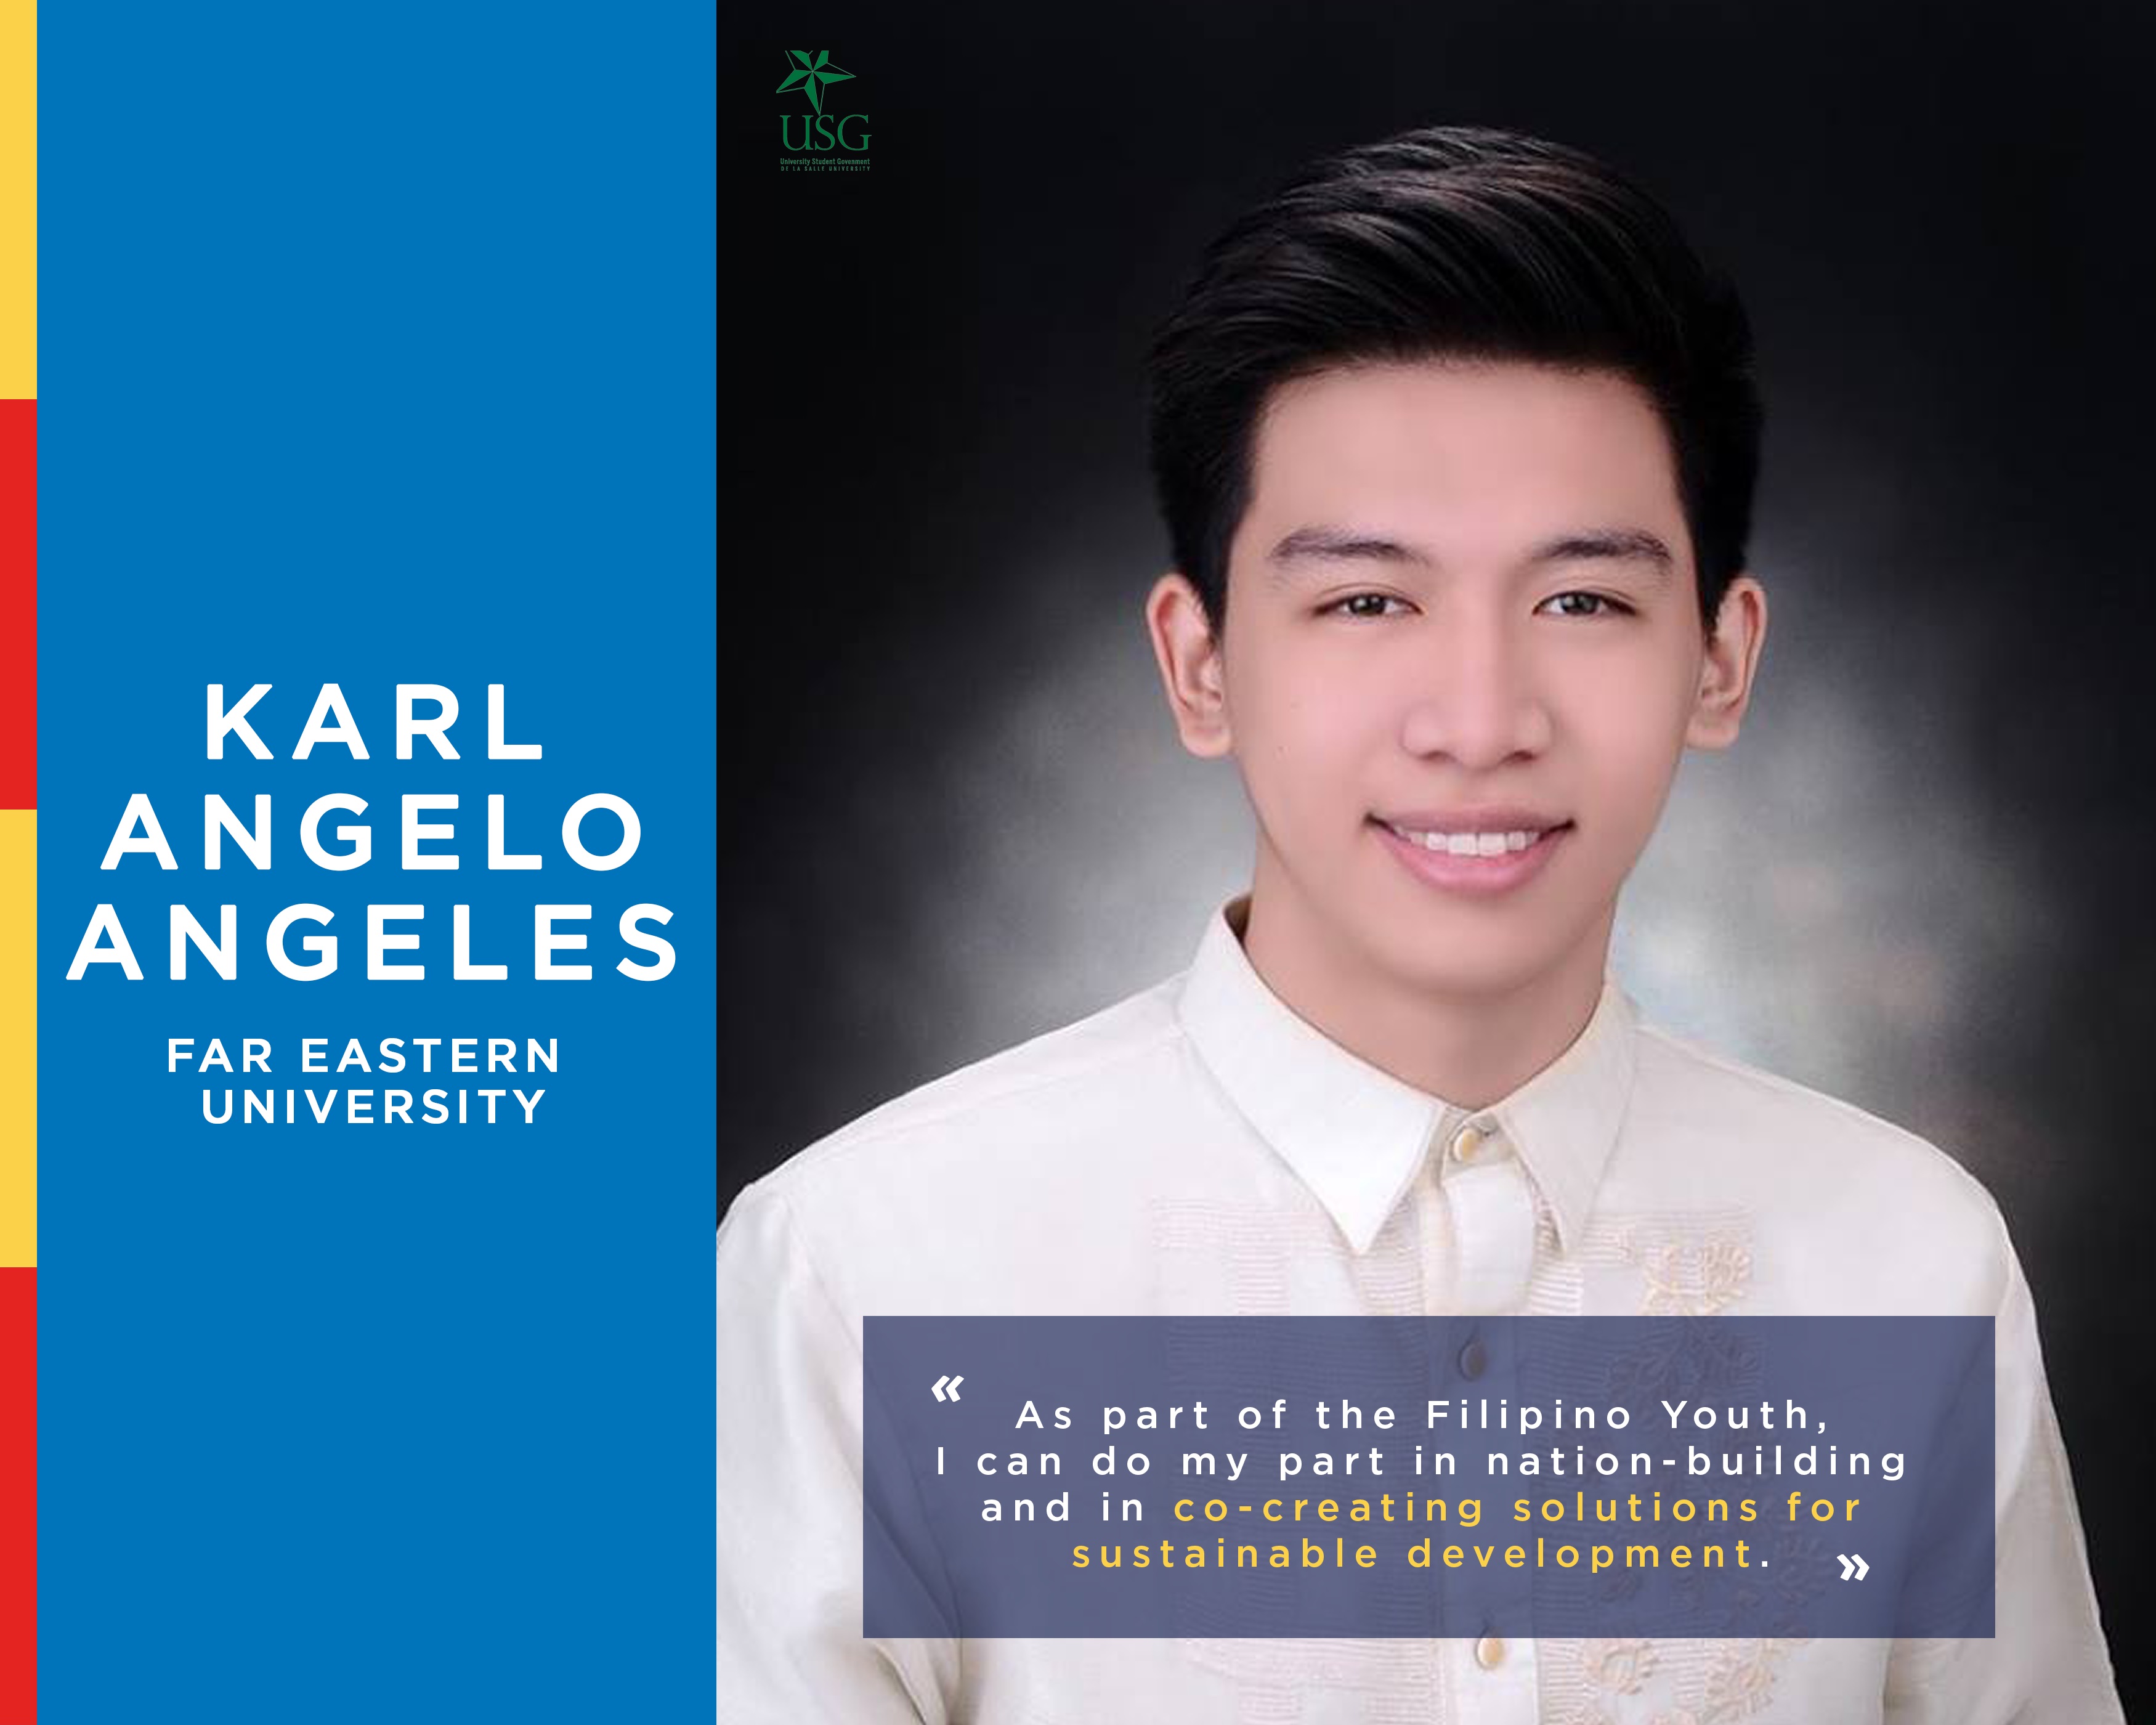 KARL
ANGELO
ANGELES
FAR EASTERN
UNIVERSITY
USG
University Student Government
DE LA SALLE UNIVERSITY
« As part of the Filipino Youth,
I can do my part in nation-building
and in co-creating solutions for
sustainable development. »